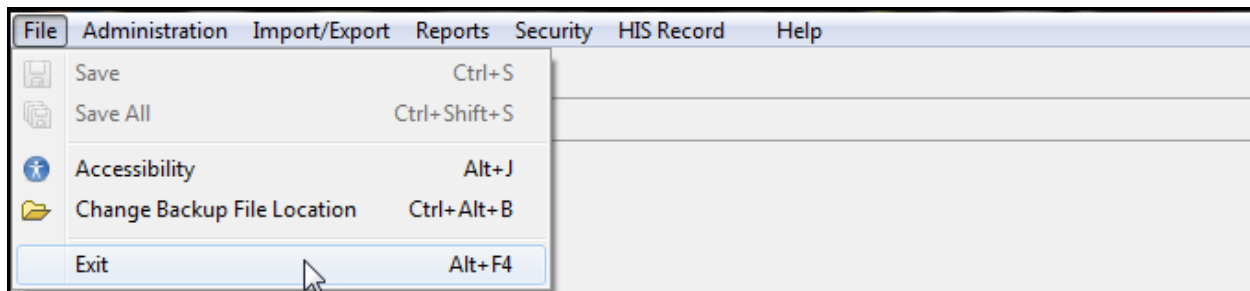 File Administration Import/Export Reports Security HIS Record Help
Save Ctrl+S
Save All Ctrl+Shift+S
Accessibility Alt+J
Change Backup File Location Ctrl+Alt+B
Exit Alt+F4